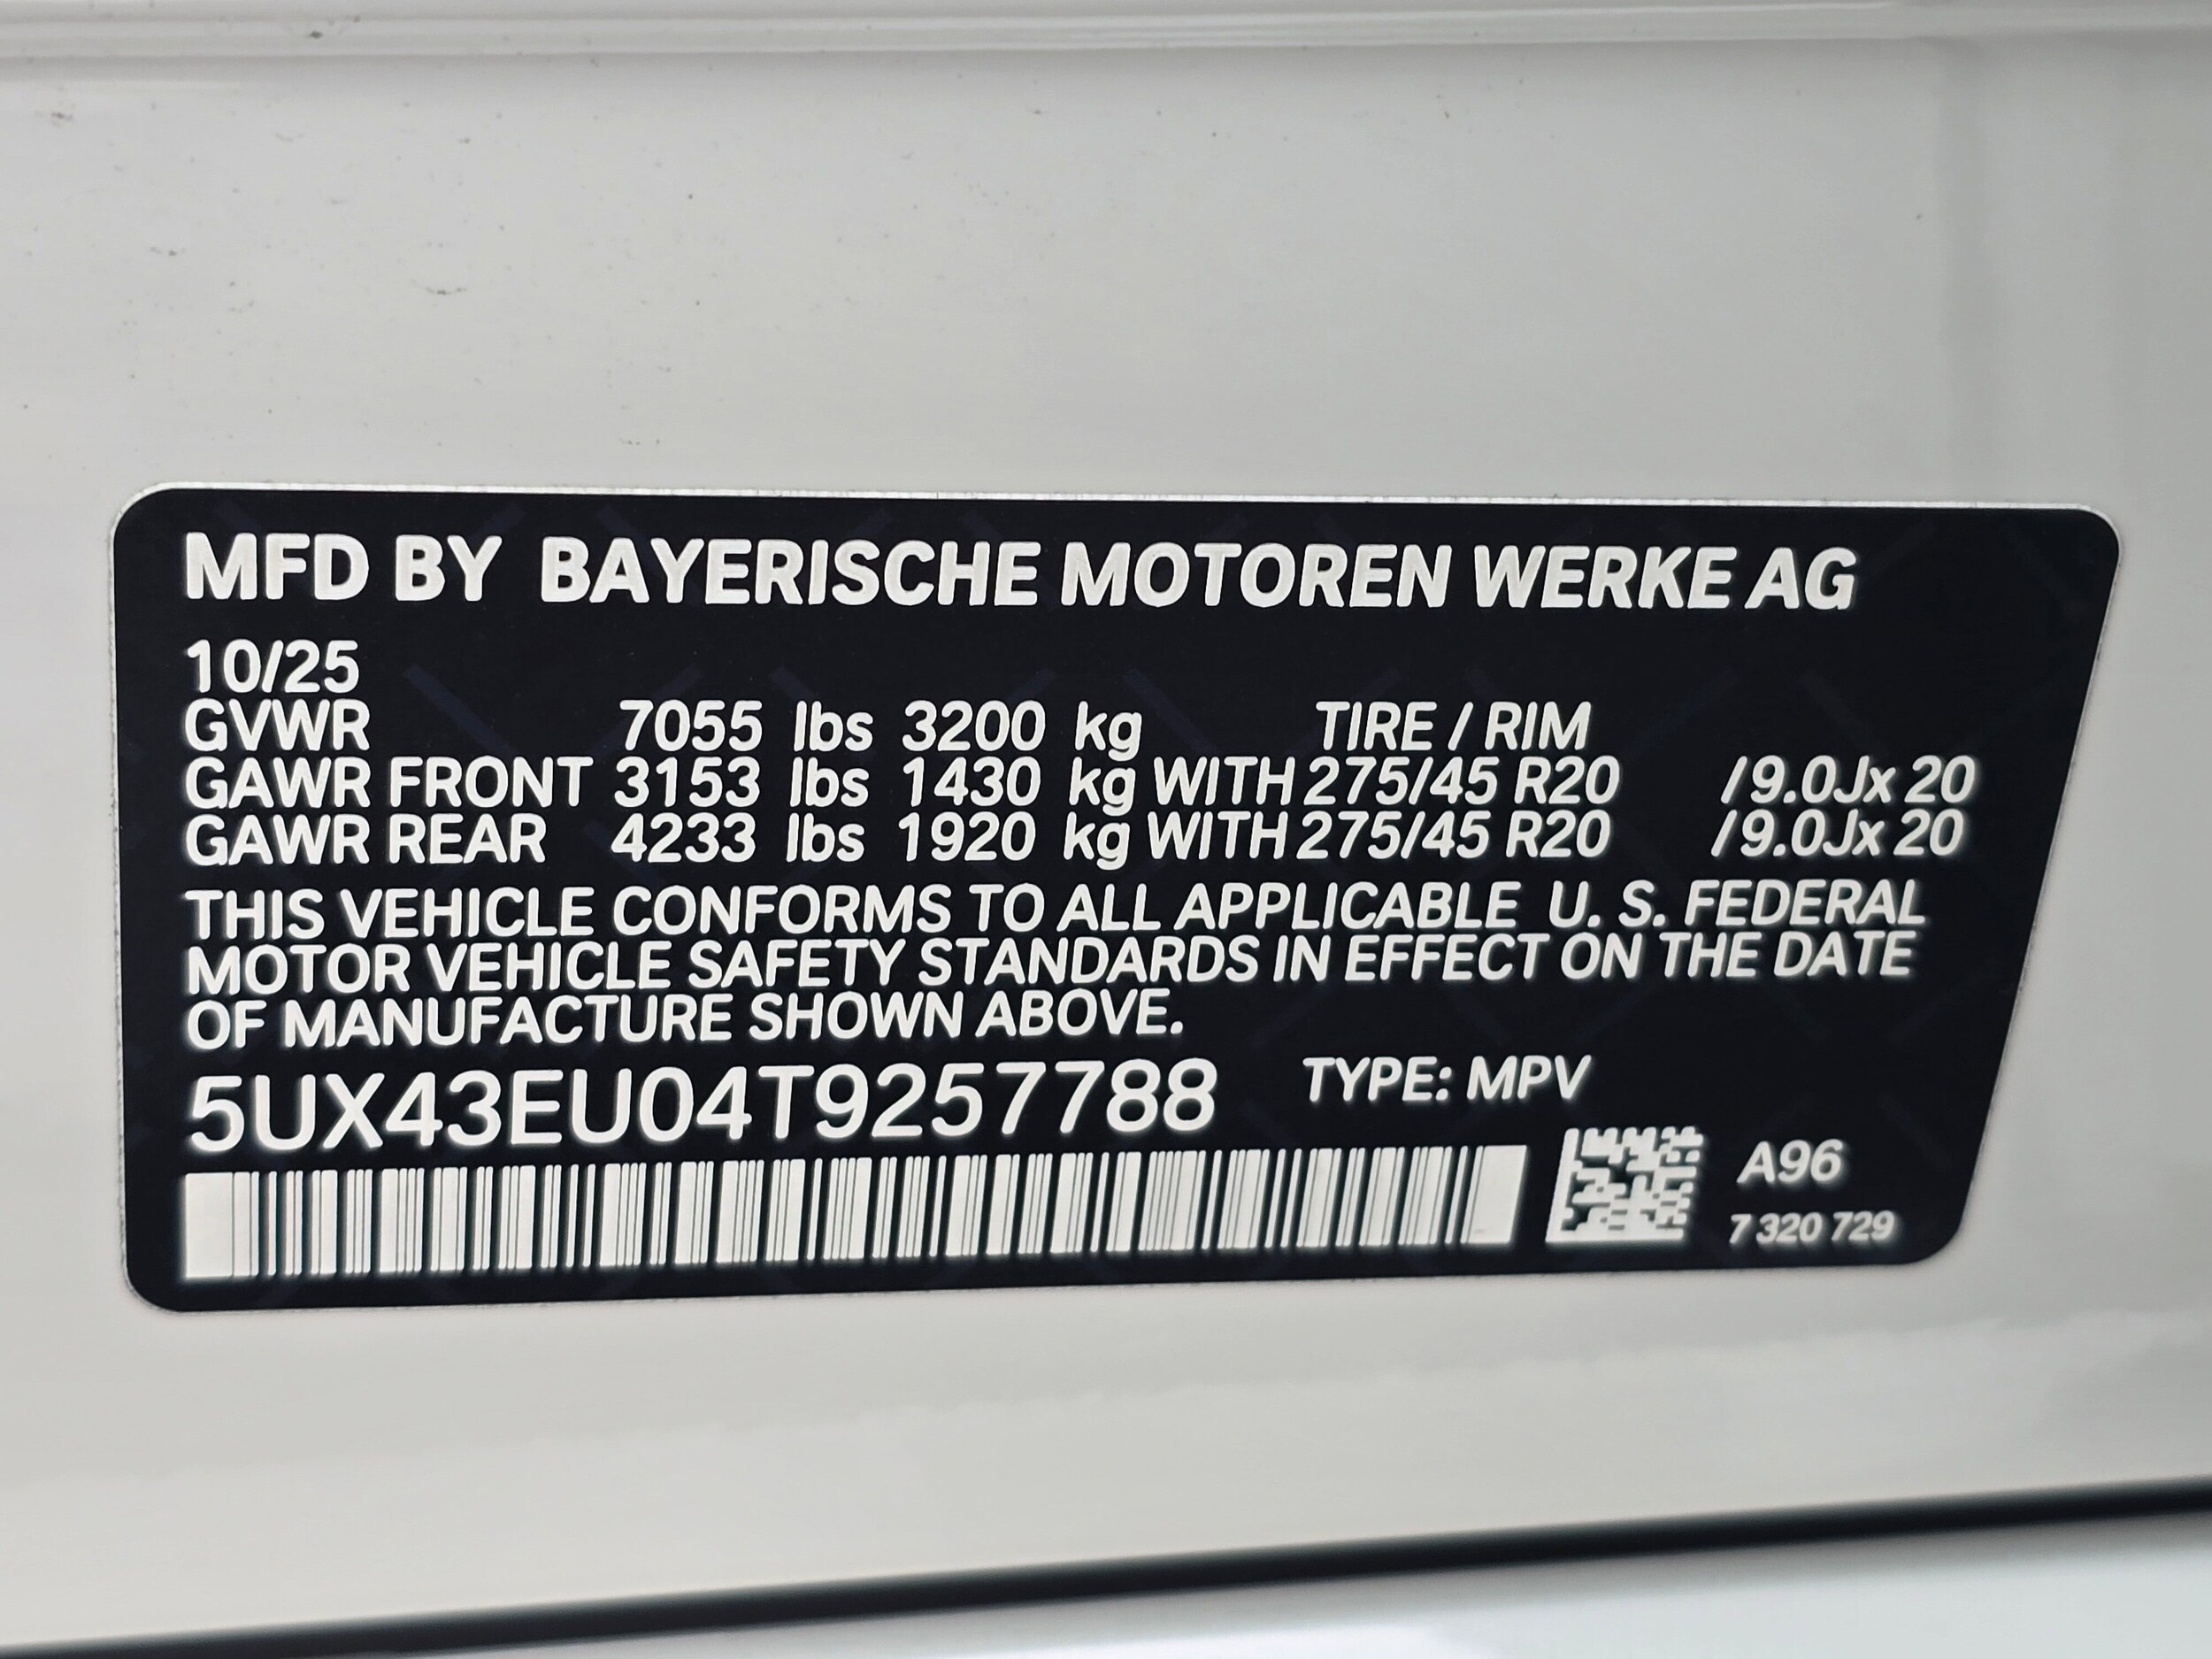 MFD BY BAYERISCHE MOTOREN WERKE AG
10/25
GVWR 7055 lbs 3200 kg TIRE / RIM
GAWR FRONT 3153 lbs 1430 kg WITH 275/45 R20 / 9.0Jx 20
GAWR REAR 4233 lbs 1920 kg WITH 275/45 R20 / 9.0Jx 20
THIS VEHICLE CONFORMS TO ALL APPLICABLE U. S. FEDERAL
MOTOR VEHICLE SAFETY STANDARDS IN EFFECT ON THE DATE
OF MANUFACTURE SHOWN ABOVE.
5UX43EU04T9257788 TYPE: MPV
A96
7 320 729